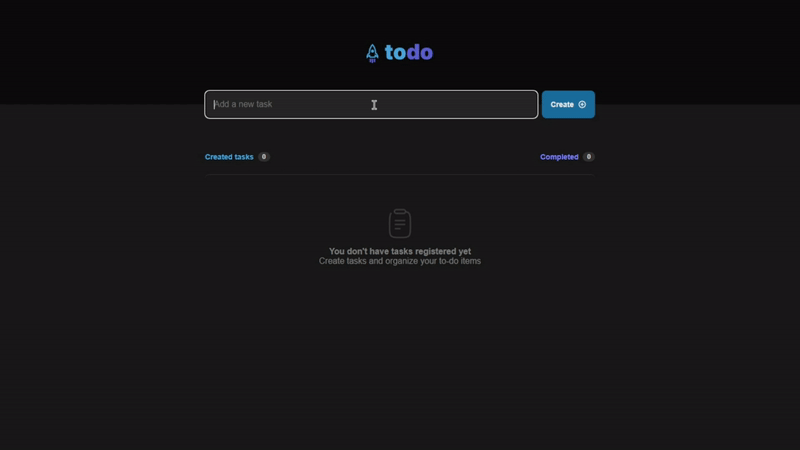 todo
Add a new task
Create
Created tasks 0
Completed 0
You don't have tasks registered yet
Create tasks and organize your to-do items